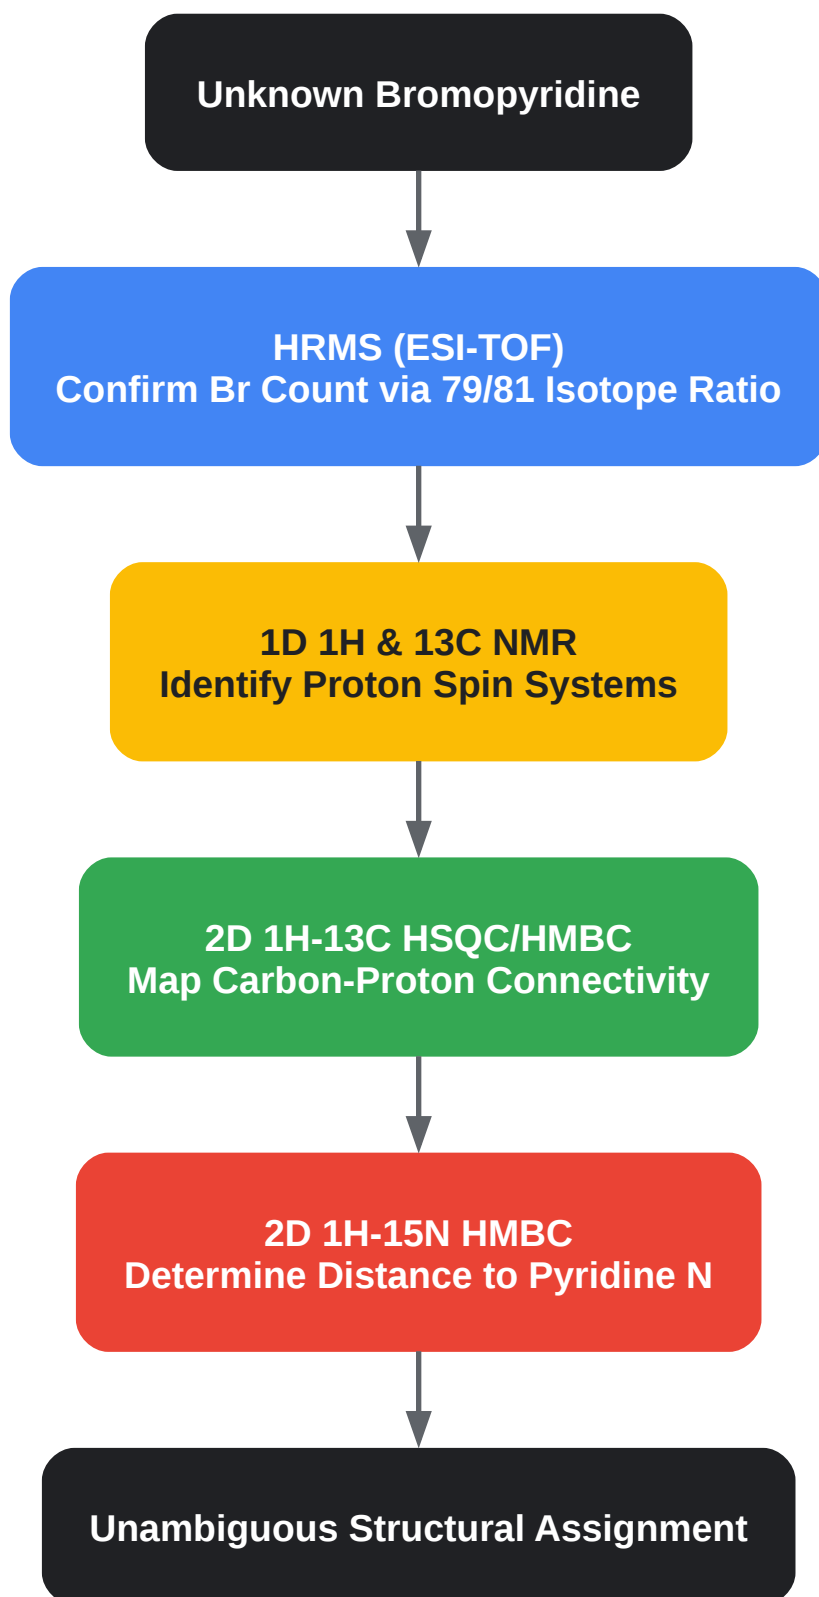 Unknown Bromopyridine
HRMS (ESI-TOF)
Confirm Br Count via 79/81 Isotope Ratio
1D 1H & 13C NMR
Identify Proton Spin Systems
2D 1H-13C HSQC/HMBC
Map Carbon-Proton Connectivity
2D 1H-15N HMBC
Determine Distance to Pyridine N
Unambiguous Structural Assignment